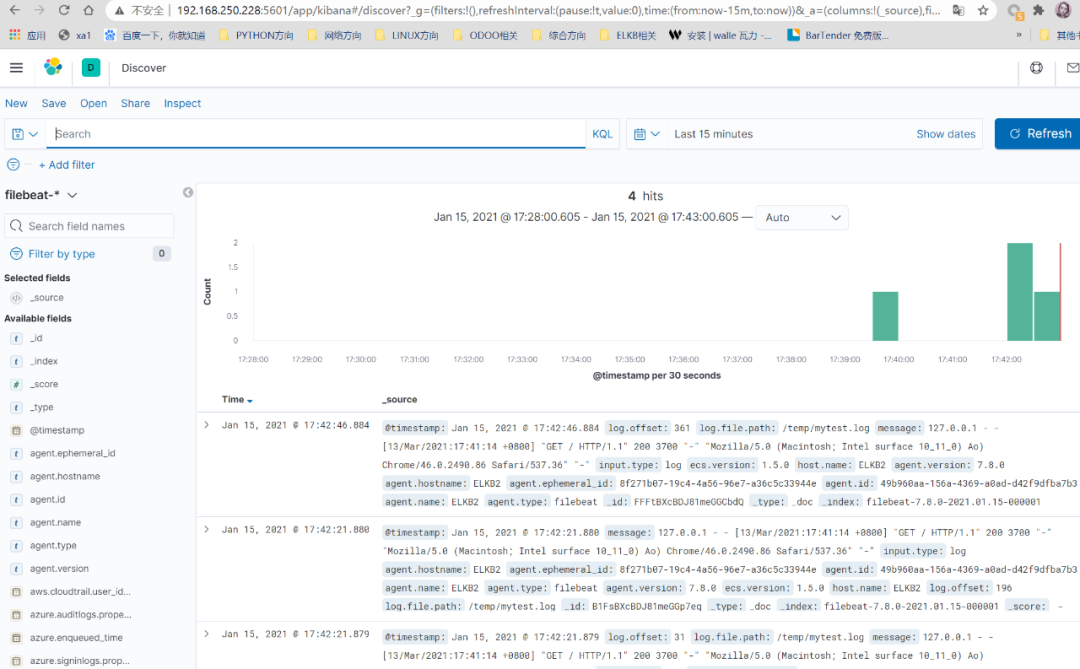 不安全 | 192.168.250.228:5601/app/kibana#/discover?_g=(filters:!(),refreshInterval:(pause:!t,value:0),time:(from:now-15m,to:now))&_a=(columns:!(_source),fi...
应用 xa1 百度一下，你就知道 PYTHON方向 网络方向 LINUX方向 ODOO相关 综合方向 ELKB相关 安装 | walle 瓦力 -... BarTender 免费版... » 其他书
D Discover
New Save Open Share Inspect
Search KQL Last 15 minutes Show dates Refresh
+ Add filter
filebeat-*
Search field names
Filter by type 0
Selected fields
_source
Available fields
t _id
t _index
# _score
t _type
@timestamp
t agent.ephemeral_id
t agent.hostname
t agent.id
t agent.name
t agent.type
t agent.version
aws.cloudtrail.user_id...
azure.auditlogs.prope...
azure.enqueued_time
azure.signinlogs.prop...
4 hits
Jan 15, 2021 @ 17:28:00.605 - Jan 15, 2021 @ 17:43:00.605 — Auto
Count
2
1.5
1
0.5
0
17:28:00 17:29:00 17:30:00 17:31:00 17:32:00 17:33:00 17:34:00 17:35:00 17:36:00 17:37:00 17:38:00 17:39:00 17:40:00 17:41:00 17:42:00
@timestamp per 30 seconds
Time _source
Jan 15, 2021 @ 17:42:46.884 @timestamp: Jan 15, 2021 @ 17:42:46.884 log.offset: 361 log.file.path: /temp/mytest.log message: 127.0.0.1 - -
[13/Mar/2021:17:41:14 +0800] "GET / HTTP/1.1" 200 3700 "-" "Mozilla/5.0 (Macintosh; Intel surface 10_11_0) Ao)
Chrome/46.0.2490.86 Safari/537.36" "-" input.type: log ecs.version: 1.5.0 host.name: ELKB2 agent.version: 7.8.0
agent.hostname: ELKB2 agent.ephemeral_id: 8f271b07-19c4-4a56-96e7-a36c5c33944e agent.id: 49b960aa-156a-4369-a0ad-d42f9dfba7b3
agent.name: ELKB2 agent.type: filebeat _id: FFFtBXcBDJ81meGGCbdQ _type: _doc _index: filebeat-7.8.0-2021.01.15-000001
Jan 15, 2021 @ 17:42:21.880 @timestamp: Jan 15, 2021 @ 17:42:21.880 message: 127.0.0.1 - - [13/Mar/2021:17:41:14 +0800] "GET / HTTP/1.1" 200 3700 "-"
"Mozilla/5.0 (Macintosh; Intel surface 10_11_0) Ao) Chrome/46.0.2490.86 Safari/537.36" "-" input.type: log
agent.hostname: ELKB2 agent.ephemeral_id: 8f271b07-19c4-4a56-96e7-a36c5c33944e agent.id: 49b960aa-156a-4369-a0ad-d42f9dfba7b3
agent.name: ELKB2 agent.type: filebeat agent.version: 7.8.0 ecs.version: 1.5.0 host.name: ELKB2 log.offset: 196
log.file.path: /temp/mytest.log _id: B1FsBXcBDJ81meGGp7eq _type: _doc _index: filebeat-7.8.0-2021.01.15-000001 _score: -
Jan 15, 2021 @ 17:42:21.879 @timestamp: Jan 15, 2021 @ 17:42:21.879 log.offset: 31 log.file.path: /temp/mytest.log message: 127.0.0.1 - -
[13/Mar/2021:17:41:14 +0800] "GET / HTTP/1.1" 200 3700 "-" "Mozilla/5.0 (Macintosh; Intel surface 10_11_0) Ao)